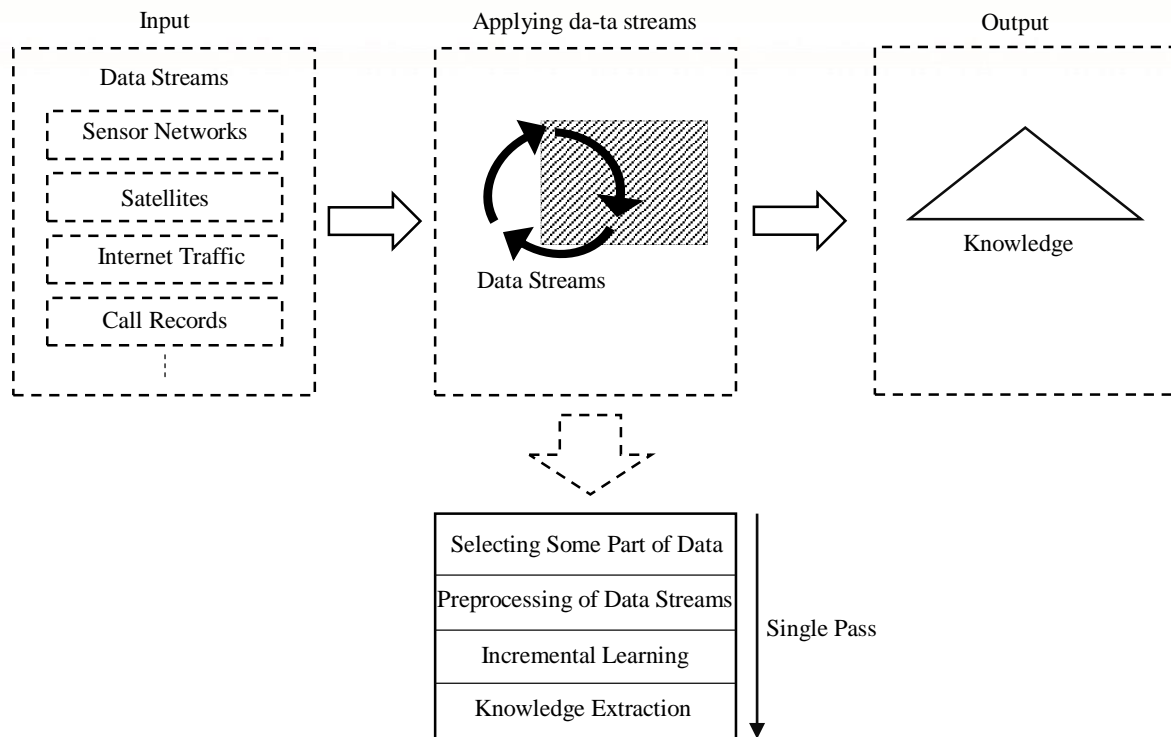 Input
Data Streams
Sensor Networks
Satellites
Internet Traffic
Call Records
Applying da-ta streams
Data Streams
Output
Knowledge
Selecting Some Part of Data
Preprocessing of Data Streams
Incremental Learning
Knowledge Extraction
Single Pass